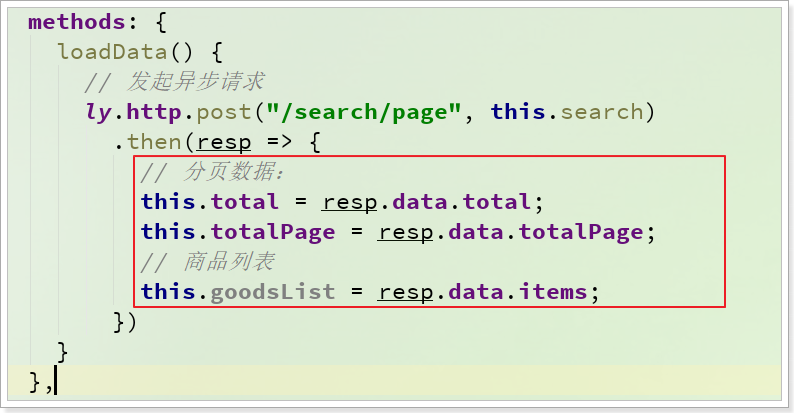 methods: {
loadData() {
// 发起异步请求
ly.http.post("/search/page", this.search)
.then(resp => {
// 分页数据：
this.total = resp.data.total;
this.totalPage = resp.data.totalPage;
// 商品列表
this.goodsList = resp.data.items;
})
}
},